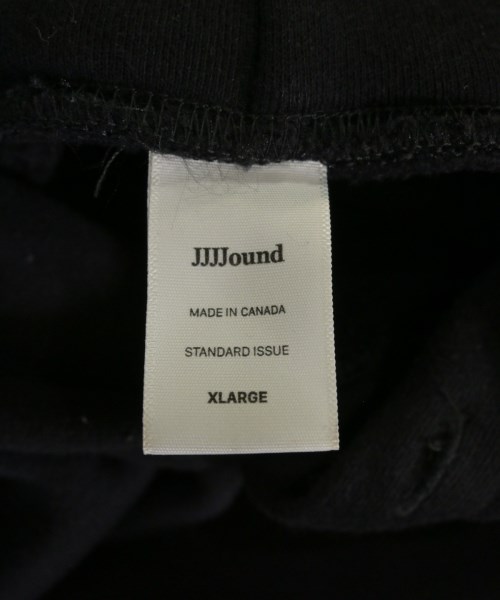 JJJJound
MADE IN CANADA
STANDARD ISSUE
XLARGE